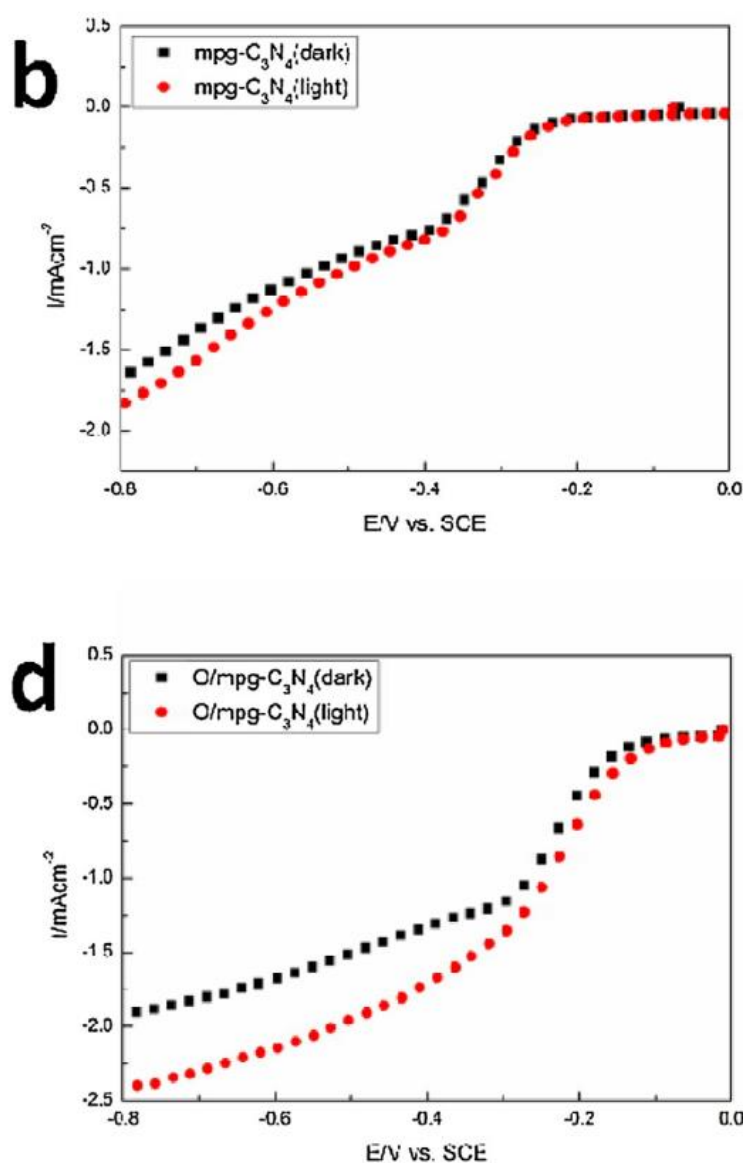 b
0.5
0.0
-0.5
-1.0
-1.5
-2.0
I/mAcm⁻²
mpg-C₃N₄(dark)
mpg-C₃N₄(light)
-0.8 -0.6 -0.4 -0.2 0.0
E/V vs. SCE
d
0.5
0.0
-0.5
-1.0
-1.5
-2.0
-2.5
I/mAcm⁻²
O/mpg-C₃N₄(dark)
O/mpg-C₃N₄(light)
-0.8 -0.6 -0.4 -0.2 0.0
E/V vs. SCE